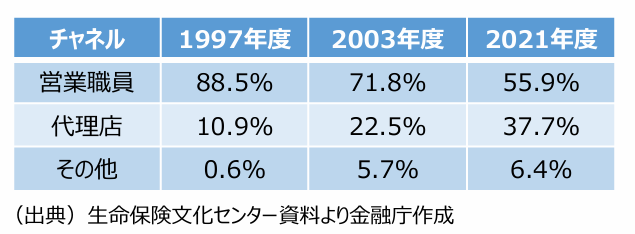 チャネル 1997年度 2003年度 2021年度
営業職員 88.5% 71.8% 55.9%
代理店 10.9% 22.5% 37.7%
その他 0.6% 5.7% 6.4%
（出典）生命保険文化センター資料より金融庁作成